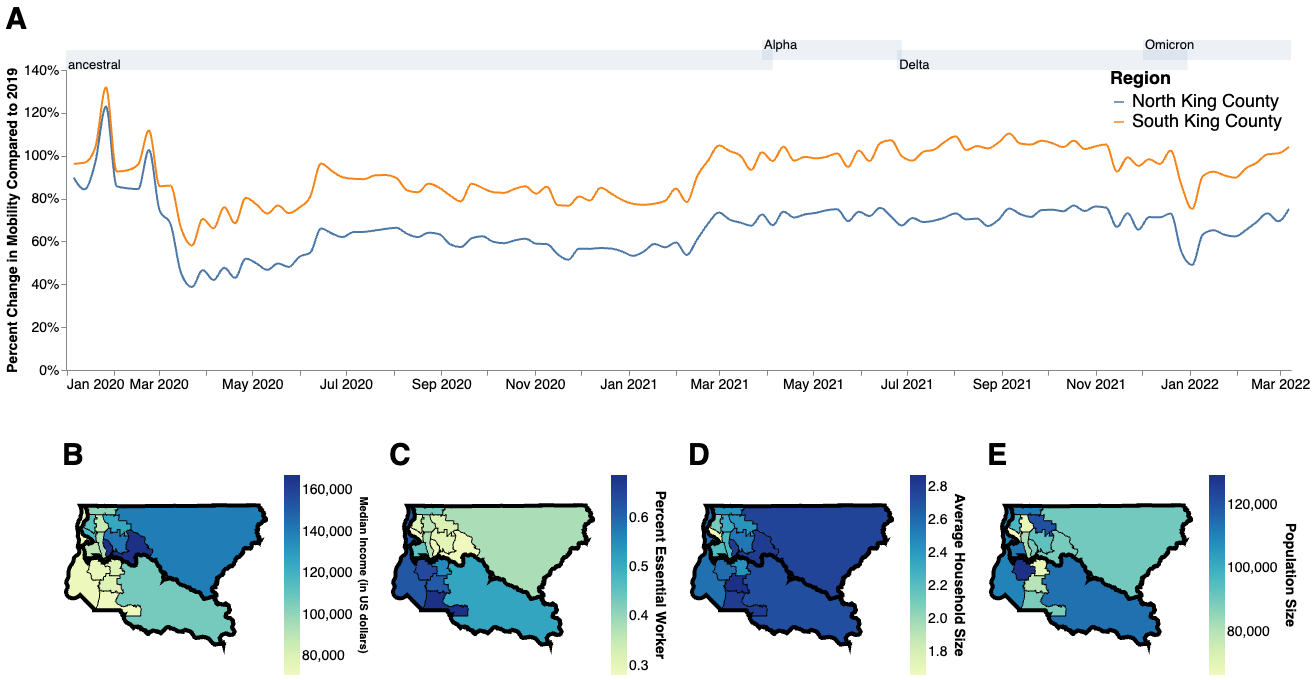 A
Alpha
Omicron
ancestral
Delta
Percent Change in Mobility Compared to 2019
140%
120%
100%
80%
60%
40%
20%
0%
Region
North King County
South King County
Jan 2020 Mar 2020 May 2020 Jul 2020 Sep 2020 Nov 2020 Jan 2021 Mar 2021 May 2021 Jul 2021 Sep 2021 Nov 2021 Jan 2022 Mar 2022
B
160,000
140,000
120,000
100,000
80,000
Median Income (in US dollars)
C
0.6
0.5
0.4
0.3
Percent Essential Worker
D
2.8
2.6
2.4
2.2
2.0
1.8
Average Household Size
E
120,000
100,000
80,000
Population Size